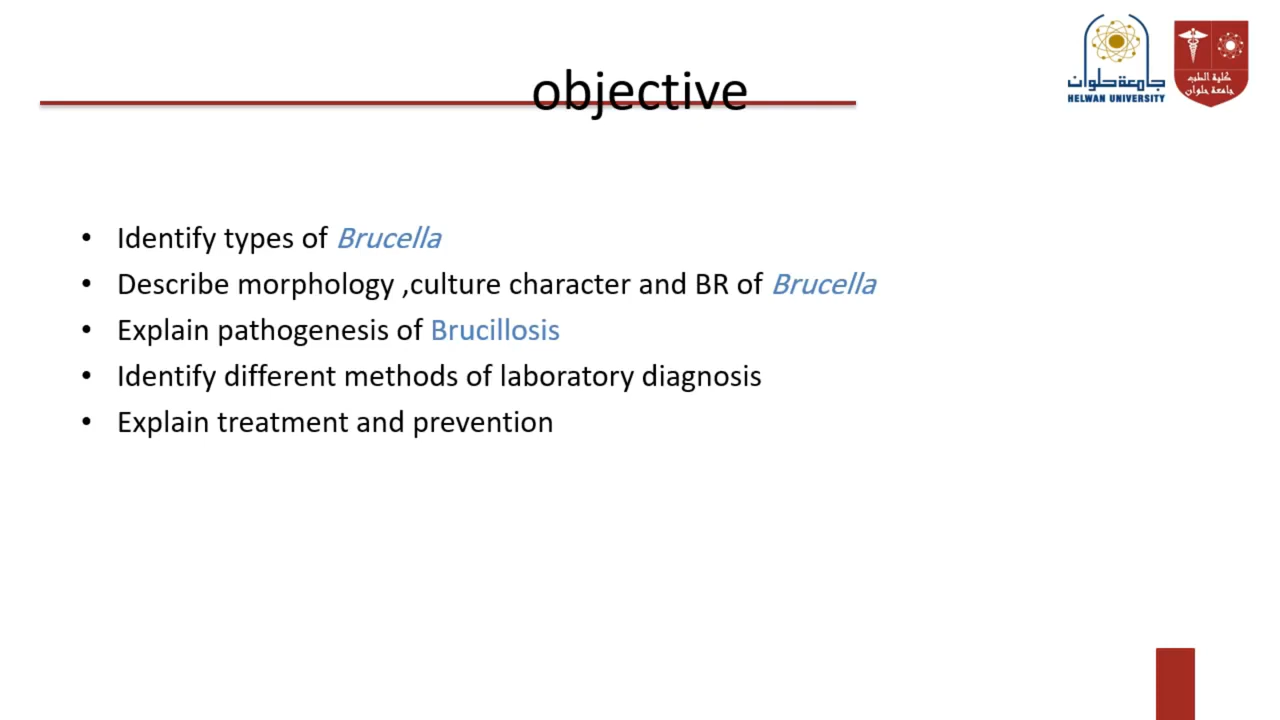 جامعة حلوان
HELWAN UNIVERSITY
كلية الطب
جامعة حلوان
objective
• Identify types of Brucella
• Describe morphology ,culture character and BR of Brucella
• Explain pathogenesis of Brucillosis
• Identify different methods of laboratory diagnosis
• Explain treatment and prevention